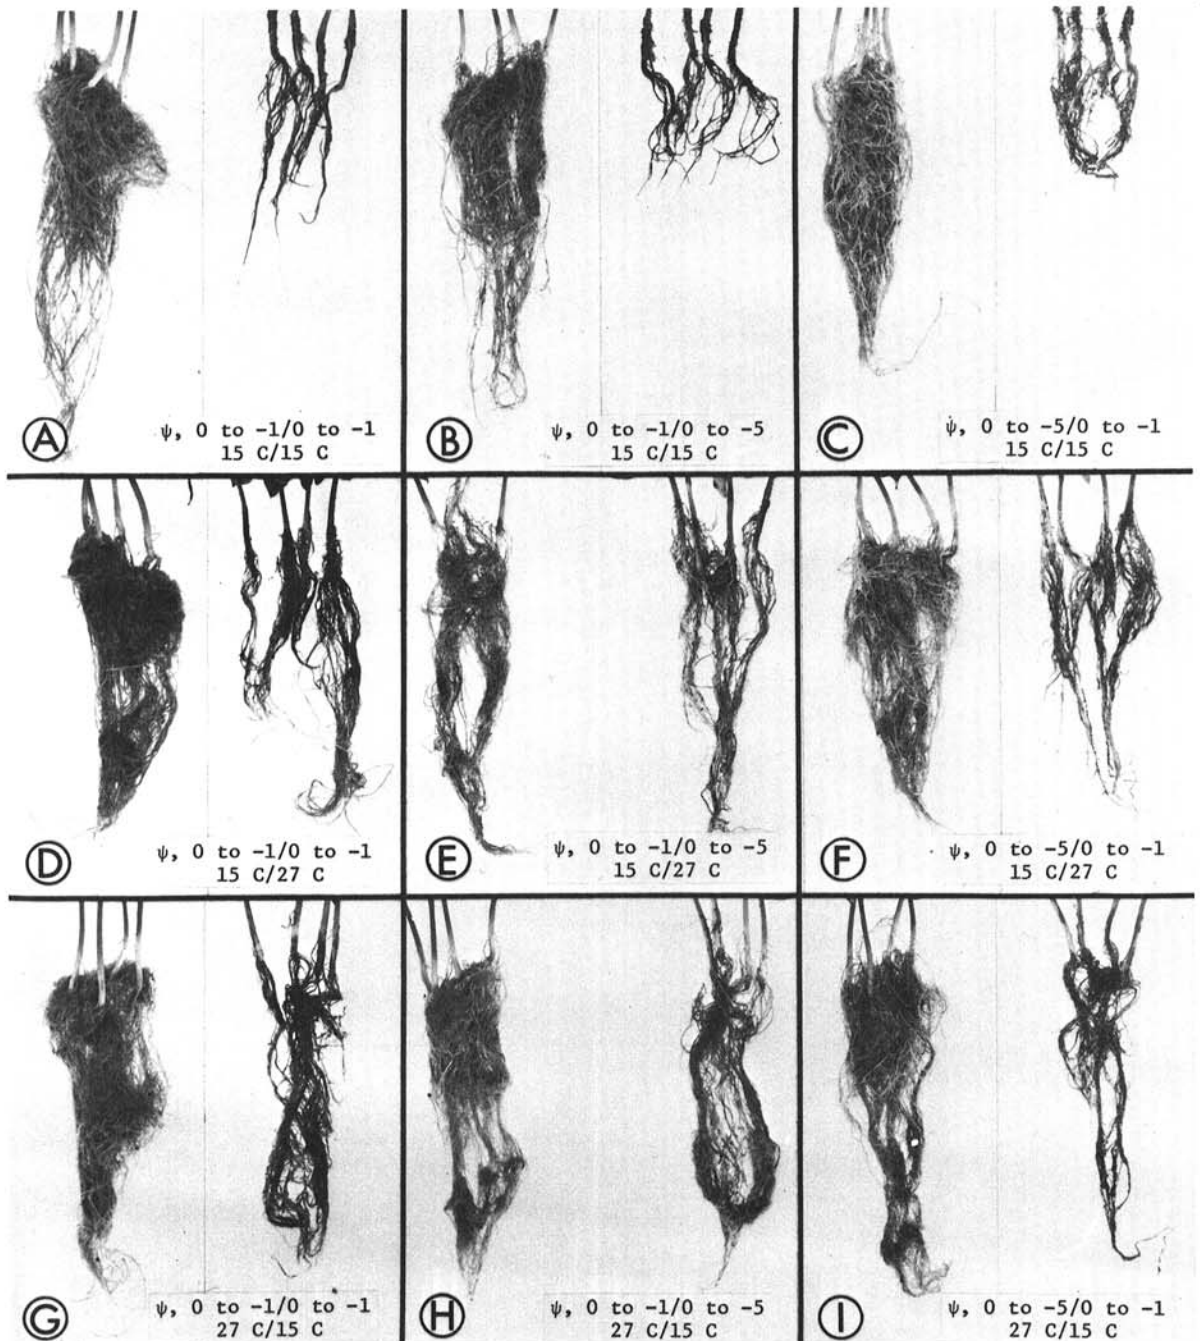 A
ψ, 0 to -1/0 to -1
15 C/15 C
B
ψ, 0 to -1/0 to -5
15 C/15 C
C
ψ, 0 to -5/0 to -1
15 C/15 C
D
ψ, 0 to -1/0 to -1
15 C/27 C
E
ψ, 0 to -1/0 to -5
15 C/27 C
F
ψ, 0 to -5/0 to -1
15 C/27 C
G
ψ, 0 to -1/0 to -1
27 C/15 C
H
ψ, 0 to -1/0 to -5
27 C/15 C
I
ψ, 0 to -5/0 to -1
27 C/15 C